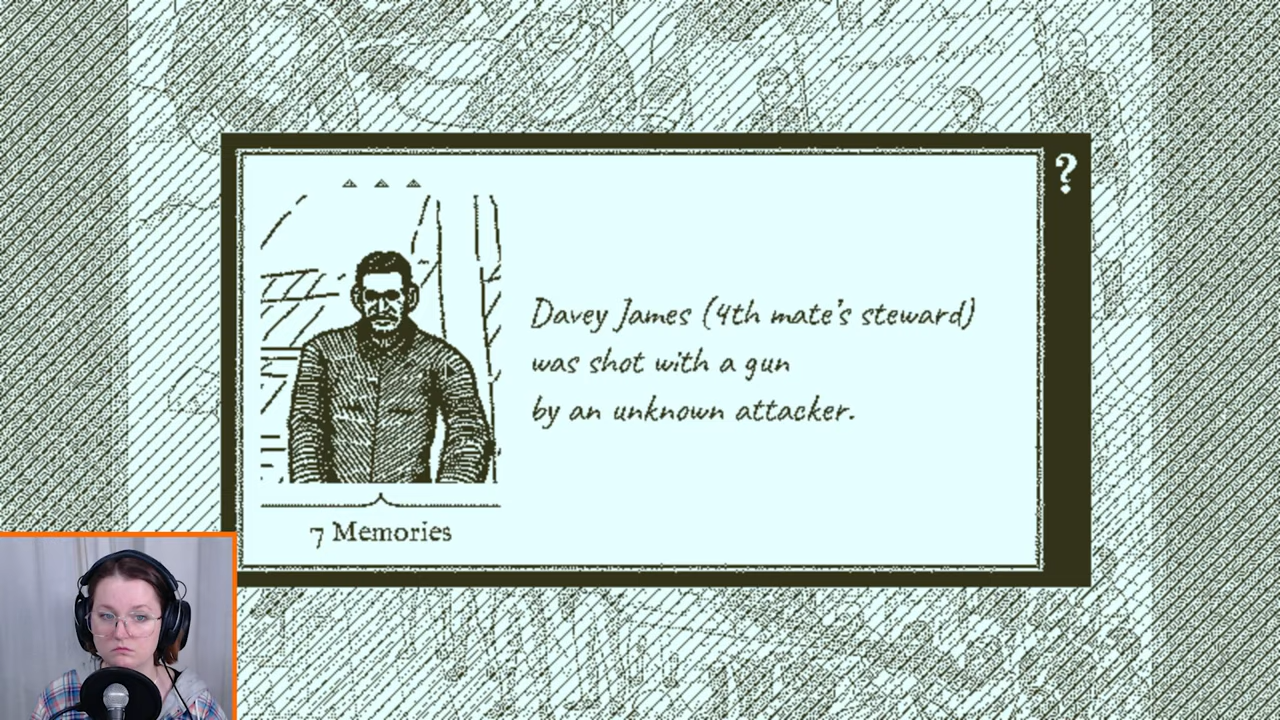 ?
Davey James (4th mate's steward)
was shot with a gun
by an unknown attacker.
7 Memories